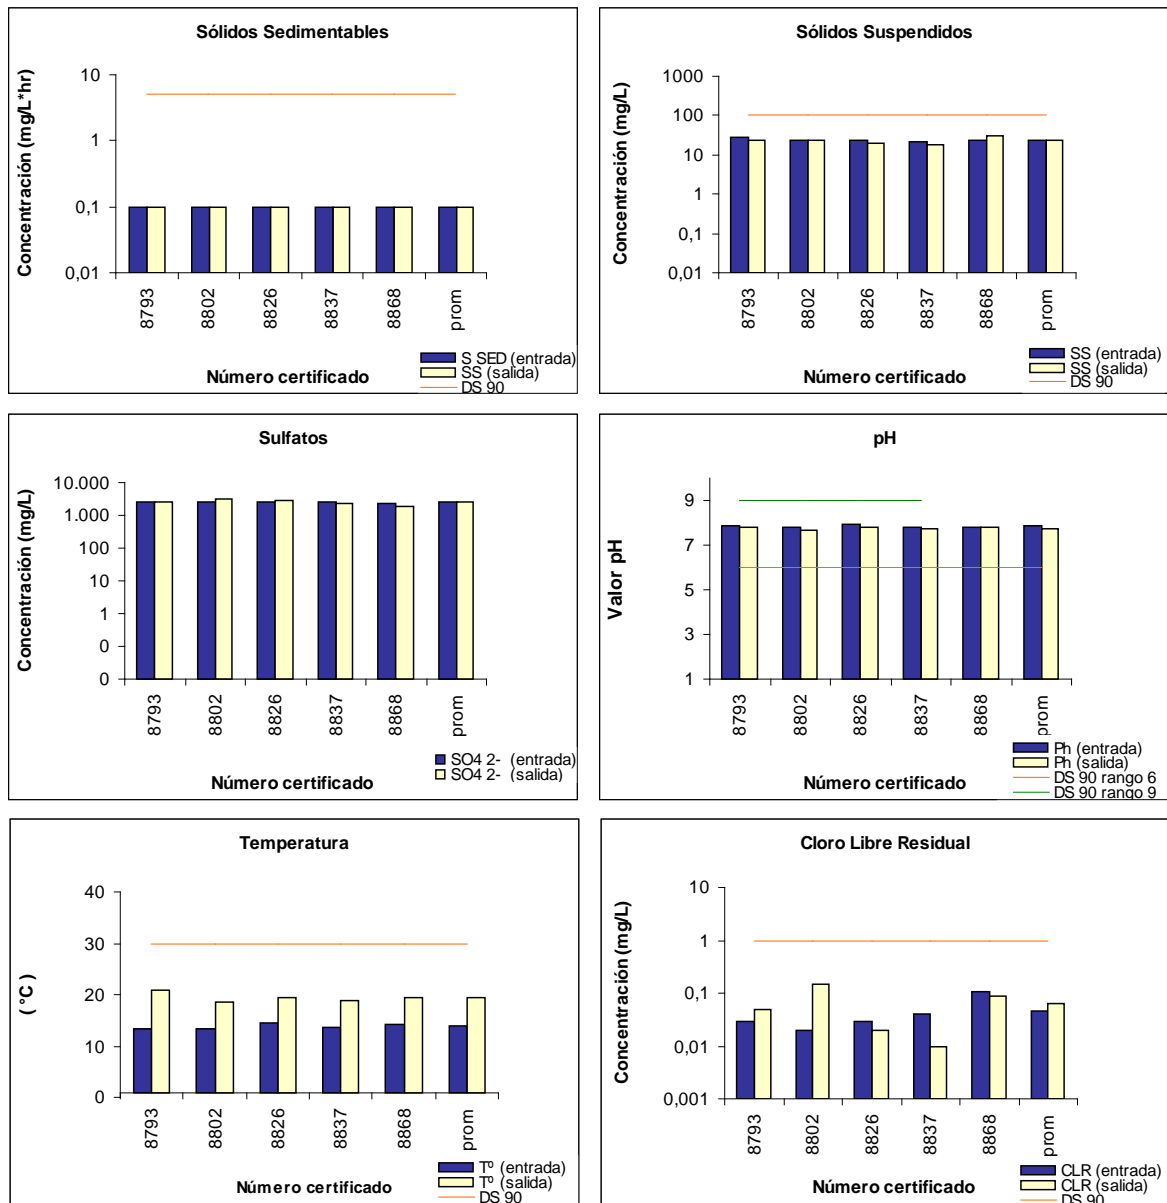 Sólidos Sedimentables
Concentración (mg/L*hr)
10
1
0,1
0,01
8793
8802
8826
8837
8868
prom
Número certificado
S SED (entrada)
SS (salida)
DS 90
Sólidos Suspendidos
Concentración (mg/L)
1000
100
10
1
0,1
0,01
8793
8802
8826
8837
8868
prom
Número certificado
SS (entrada)
SS (salida)
DS 90
Sulfatos
Concentración (mg/L)
10.000
1.000
100
10
1
0
0
8793
8802
8826
8837
8868
prom
Número certificado
SO4 2- (entrada)
SO4 2- (salida)
pH
Valor pH
9
7
5
3
1
8793
8802
8826
8837
8868
prom
Número certificado
Ph (entrada)
Ph (salida)
DS 90 rango 6
DS 90 rango 9
Temperatura
( °C )
40
30
20
10
0
8793
8802
8826
8837
8868
prom
Número certificado
Tº (entrada)
Tº (salida)
DS 90
Cloro Libre Residual
Concentración (mg/L)
10
1
0,1
0,01
0,001
8793
8802
8826
8837
8868
prom
Número certificado
CLR (entrada)
CLR (salida)
DS 90